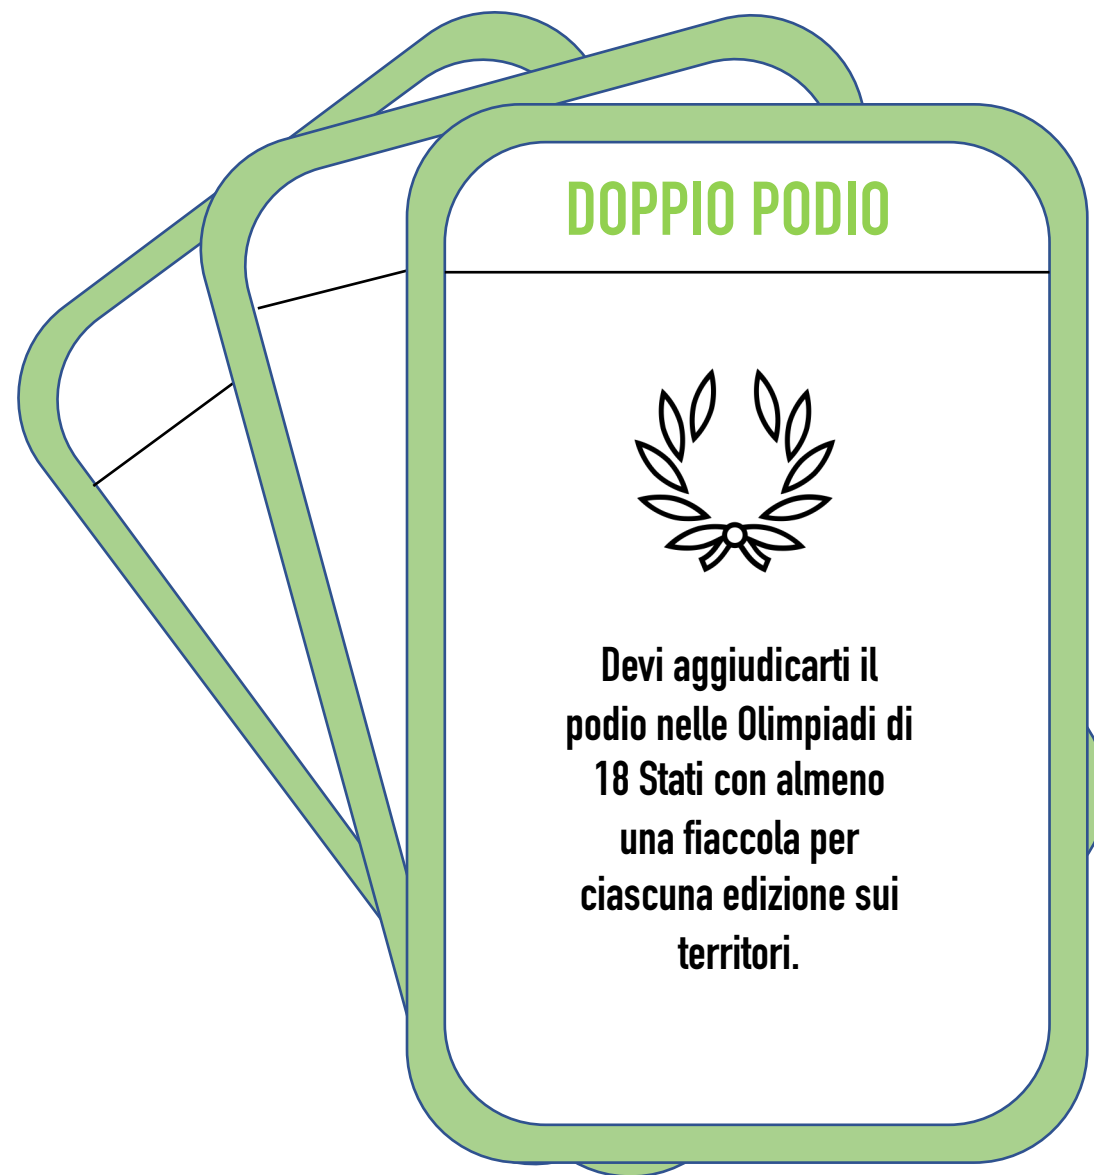 DOPPIO PODIO
Devi aggiudicarti il
podio nelle Olimpiadi di
18 Stati con almeno
una fiaccola per
ciascuna edizione sui
territori.